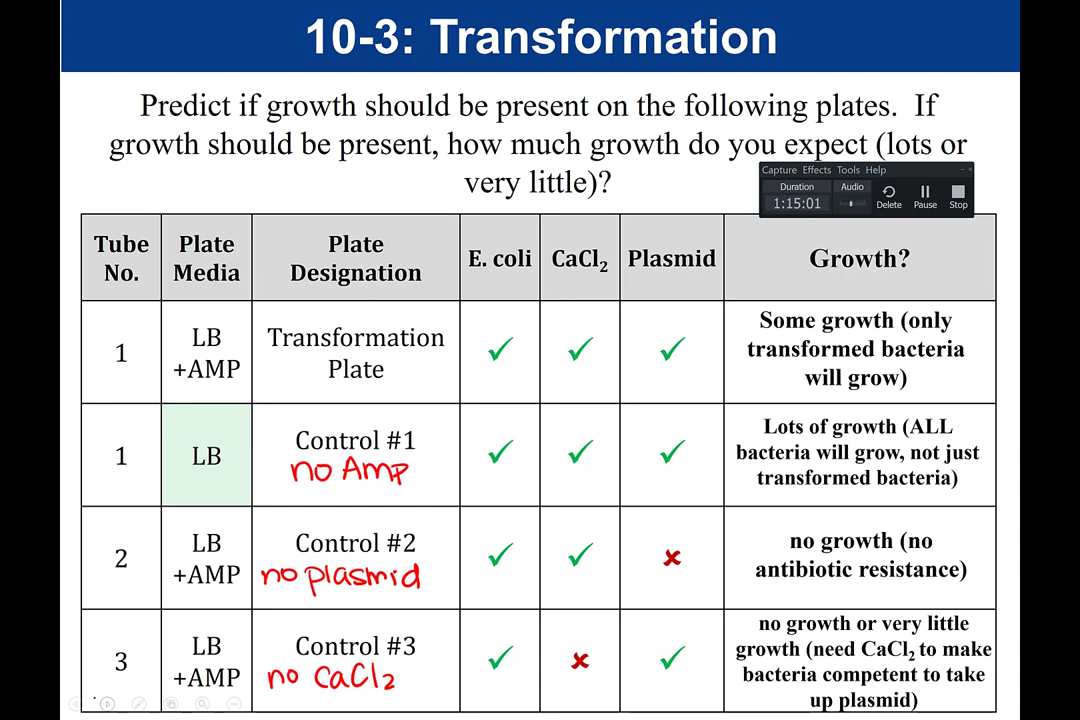 10-3: Transformation
Predict if growth should be present on the following plates.  If
growth should be present, how much growth do you expect (lots or
very little)?
Capture Effects Tools Help
Duration
Audio
1:15:01
Delete
Pause
Stop
Tube
No.
Plate
Media
Plate
Designation
E. coli
CaCl₂
Plasmid
Growth?
1
LB
+AMP
Transformation
Plate
✓
✓
✓
Some growth (only
transformed bacteria
will grow)
1
LB
Control #1
no Amp
✓
✓
✓
Lots of growth (ALL
bacteria will grow, not just
transformed bacteria)
2
LB
+AMP
Control #2
no plasmid
✓
✓
✗
no growth (no
antibiotic resistance)
3
LB
+AMP
Control #3
no CaCl₂
✓
✗
✓
no growth or very little
growth (need CaCl₂ to make
bacteria competent to take
up plasmid)